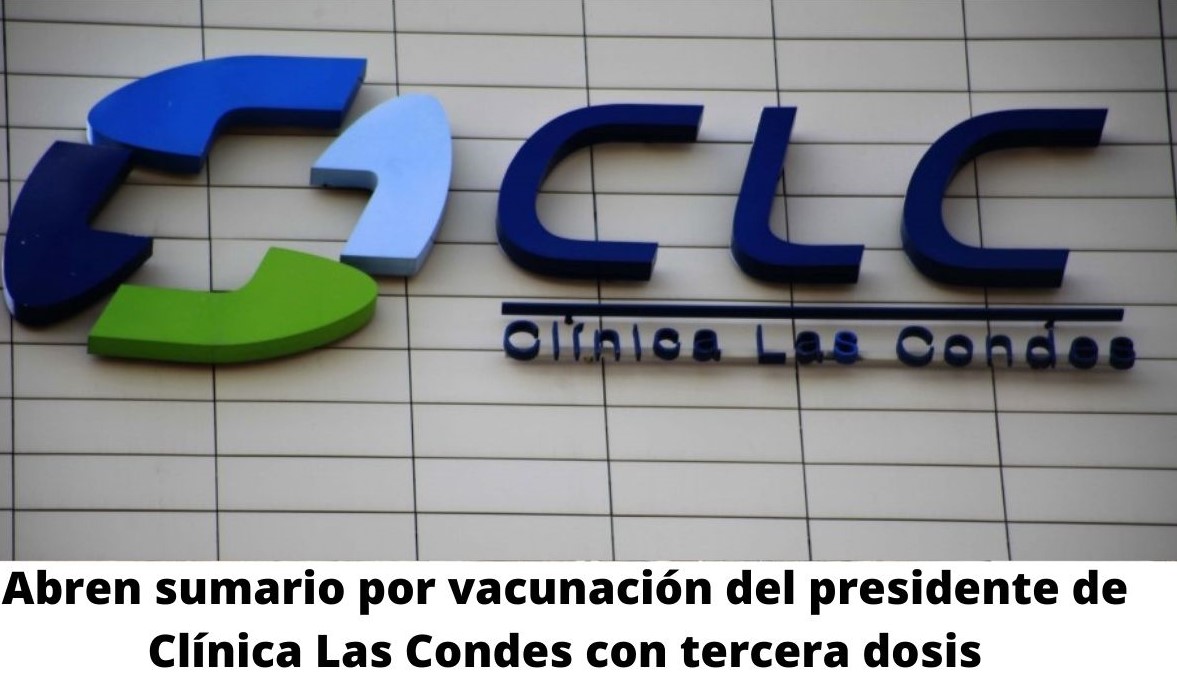 CLC
Clínica Las Condes
Abren sumario por vacunación del presidente de
Clínica Las Condes con tercera dosis